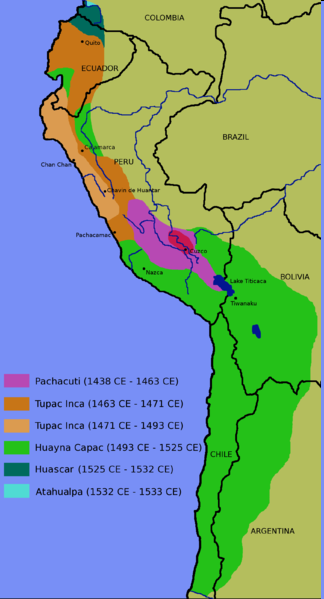 COLOMBIA
Quito
ECUADOR
BRAZIL
Cajamarca
PERU
Chan Chan
Chavin de Huantar
Pachacamac
Cuzco
Nazca
Lake Titicaca
BOLIVIA
Tiwanaku
Pachacuti (1438 CE - 1463 CE)
Tupac Inca (1463 CE - 1471 CE)
Tupac Inca (1471 CE - 1493 CE)
Huayna Capac (1493 CE - 1525 CE)
CHILE
Huascar (1525 CE - 1532 CE)
Atahualpa (1532 CE - 1533 CE)
ARGENTINA